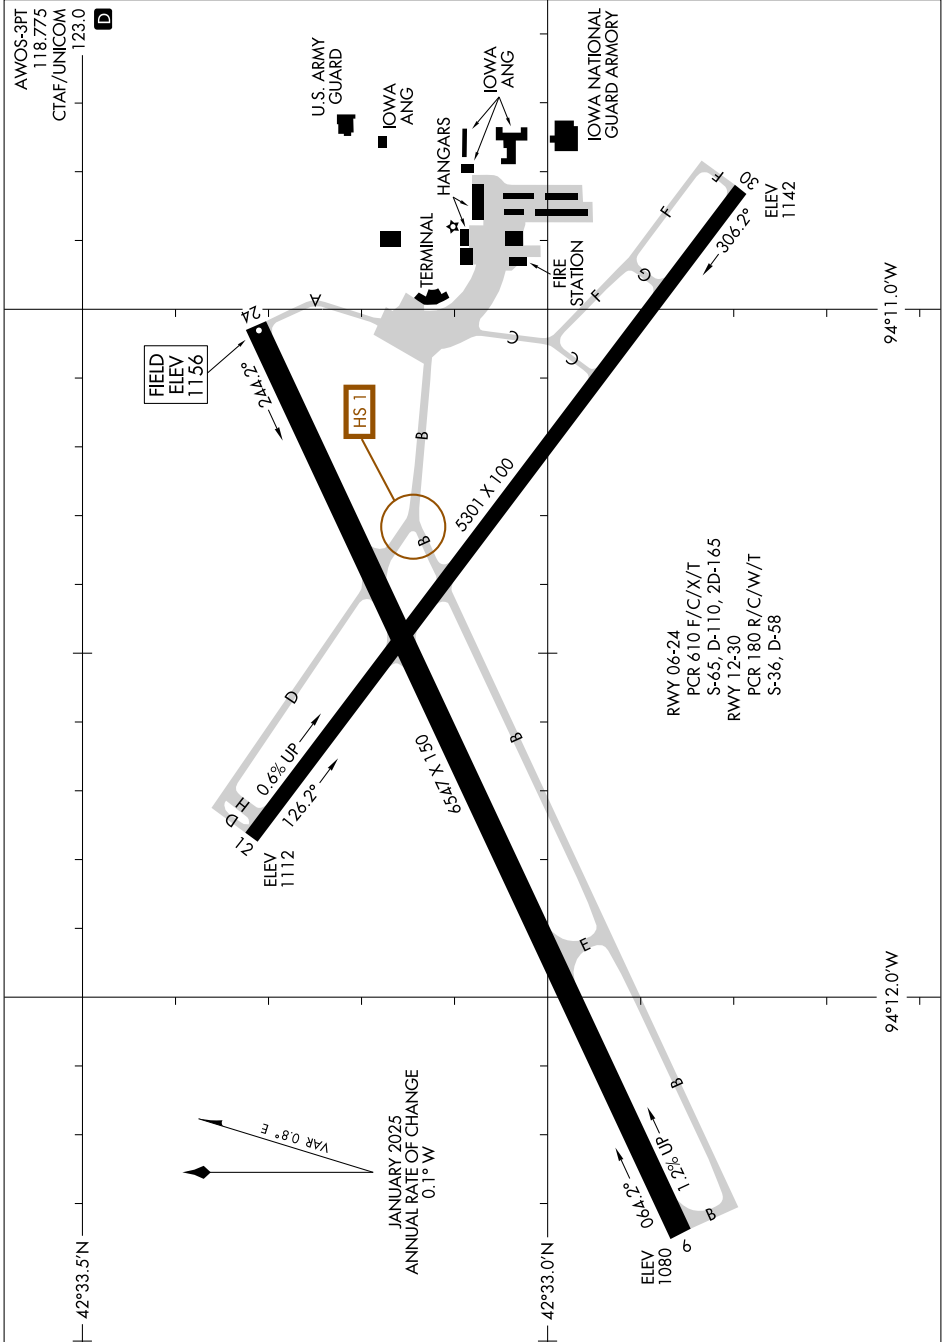 AWOS-3PT
118.775
CTAF/UNICOM
123.0
D
U.S. ARMY
GUARD
IOWA
ANG
IOWA
ANG
IOWA NATIONAL
GUARD ARMORY
HANGARS
TERMINAL
FIRE
STATION
FIELD
ELEV
1156
24
244.2°
A
HS 1
B
B
C
C
F
F
F
G
30
ELEV
1142
306.2°
5301 X 100
94°11.0'W
D
D
H
0.6% UP
126.2°
12
ELEV
1112
6547 X 150
B
E
B
B
RWY 06-24
PCR 610 F/C/X/T
S-65, D-110, 2D-165
RWY 12-30
PCR 180 R/C/W/T
S-36, D-58
94°12.0'W
VAR 0.8° E
JANUARY 2025
ANNUAL RATE OF CHANGE
0.1° W
064.2°
1.2% UP
6
ELEV
1080
42°33.5'N
42°33.0'N